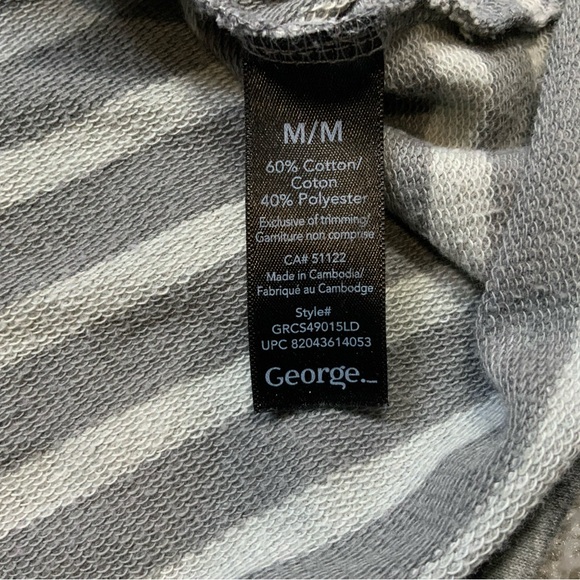 M/M
60% Cotton/
Coton
40% Polyester
Exclusive of trimming/
Garniture non comprise
CA# 51122
Made in Cambodia/
Fabriqué au Cambodge
Style#
GRCS49015LD
UPC 82043614053
George._